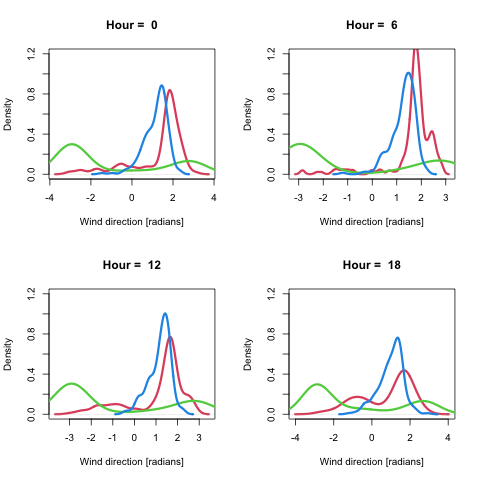 Hour = 0
Density
0.0 0.4 0.8 1.2
-4 -2 0 2 4
Wind direction [radians]
Hour = 6
Density
0.0 0.4 0.8 1.2
-3 -2 -1 0 1 2 3
Wind direction [radians]
Hour = 12
Density
0.0 0.4 0.8 1.2
-3 -2 -1 0 1 2 3
Wind direction [radians]
Hour = 18
Density
0.0 0.4 0.8 1.2
-4 -2 0 2 4
Wind direction [radians]